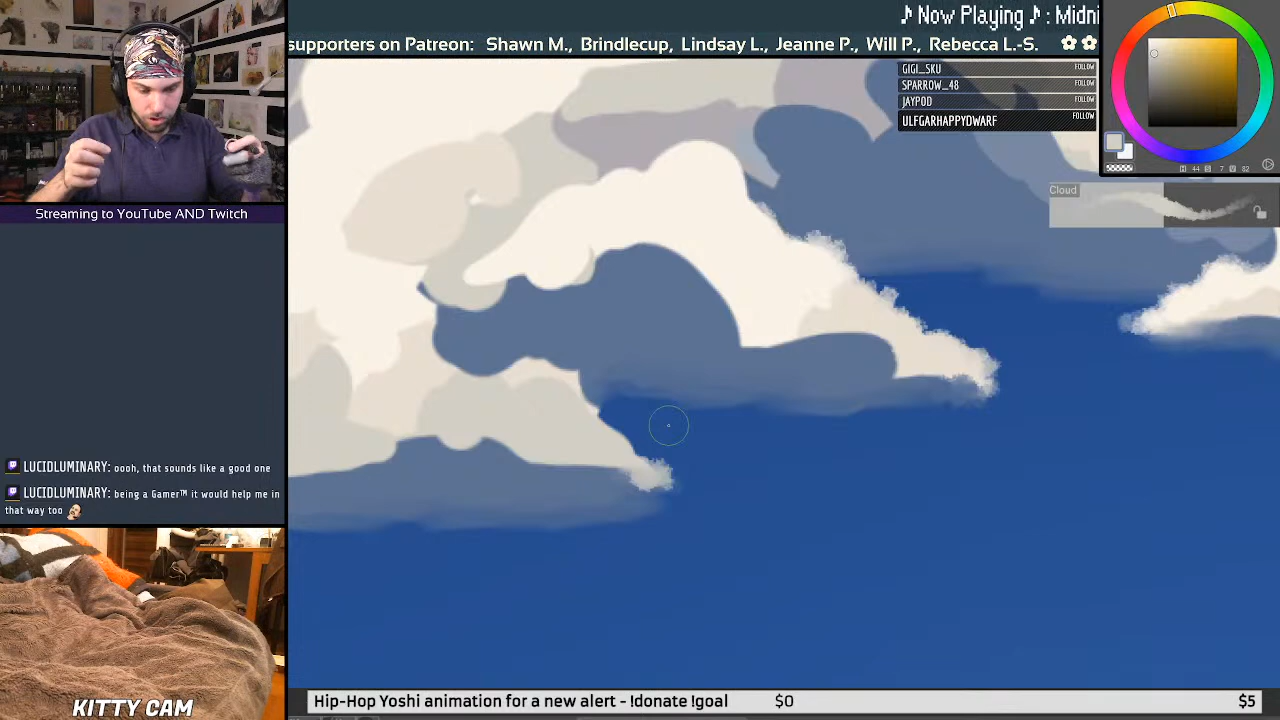 ♪ Now Playing ♪ : Midni
supporters on Patreon: Shawn M., Brindlecup, Lindsay L., Jeanne P., Will P., Rebecca L.-S. ✿ ✿
GIGI_SKU FOLLOW
SPARROW_48 FOLLOW
JAYPOD FOLLOW
ULFGARHAPPYDWARF FOLLOW
H 44 S 7 V 82
Cloud
Streaming to YouTube AND Twitch
LUCIDLUMINARY: oooh, that sounds like a good one
LUCIDLUMINARY: being a Gamer™ it would help me in
that way too
KITTY CAM
Hip-Hop Yoshi animation for a new alert - !donate !goal $0 $5